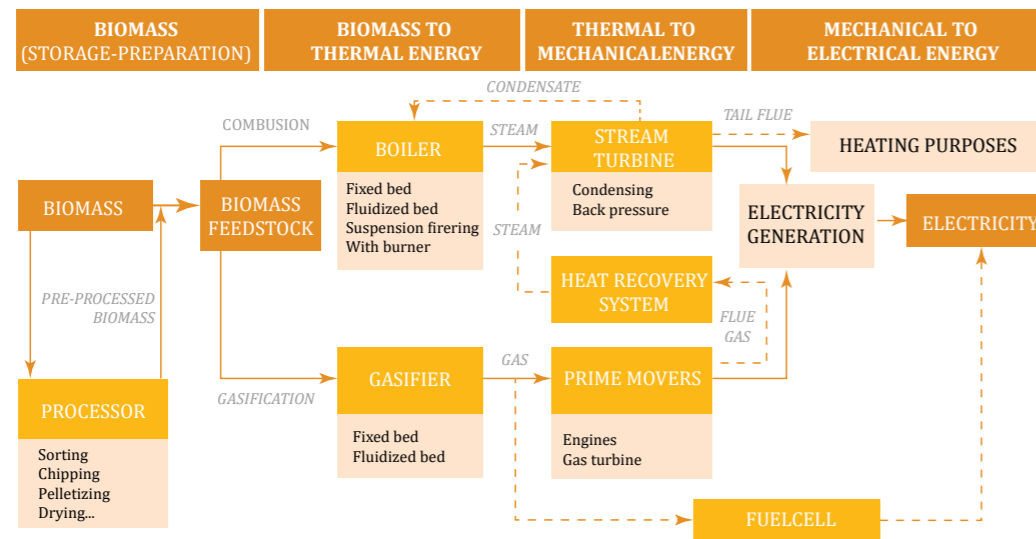 BIOMASS
(STORAGE-PREPARATION)
BIOMASS TO
THERMAL ENERGY
THERMAL TO
MECHANICALENERGY
MECHANICAL TO
ELECTRICAL ENERGY
CONDENSATE
COMBUSION
BOILER
Fixed bed
Fluidized bed
Suspension firering
With burner
STEAM
STREAM
TURBINE
Condensing
Back pressure
TAIL FLUE
HEATING PURPOSES
BIOMASS
BIOMASS
FEEDSTOCK
STEAM
ELECTRICITY
GENERATION
ELECTRICITY
PRE-PROCESSED
BIOMASS
HEAT RECOVERY
SYSTEM
FLUE
GAS
PROCESSOR
Sorting
Chipping
Pelletizing
Drying...
GASIFICATION
GASIFIER
Fixed bed
Fluidized bed
GAS
PRIME MOVERS
Engines
Gas turbine
FUELCELL